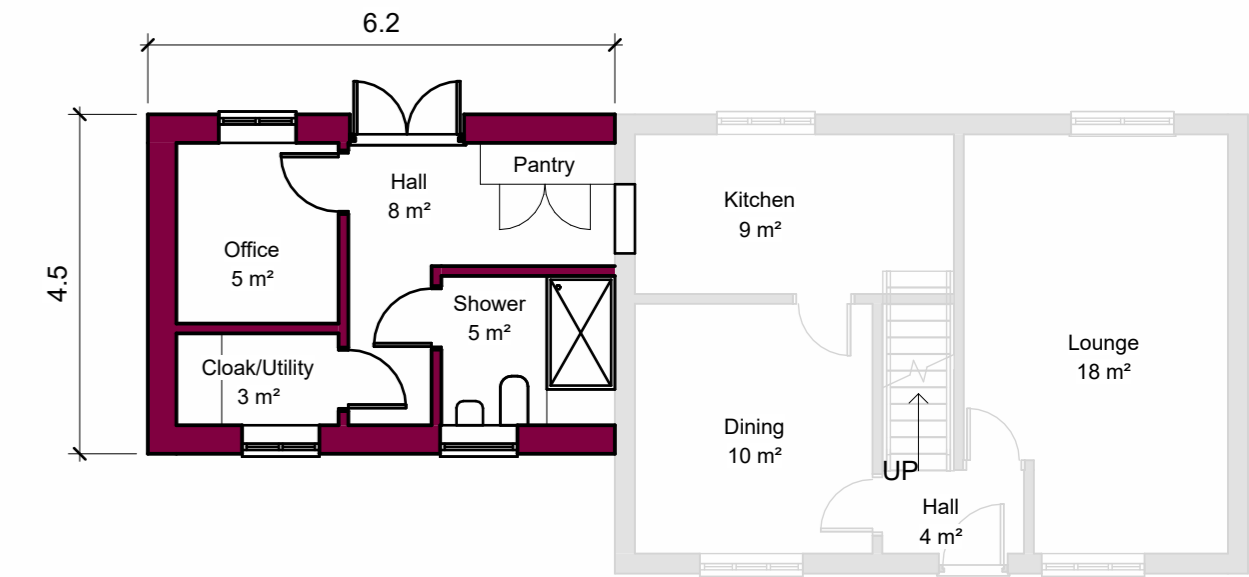 6.2
4.5
Pantry
Hall
8 m²
Kitchen
9 m²
Office
5 m²
Shower
5 m²
Cloak/Utility
3 m²
Lounge
18 m²
Dining
10 m²
UP
Hall
4 m²